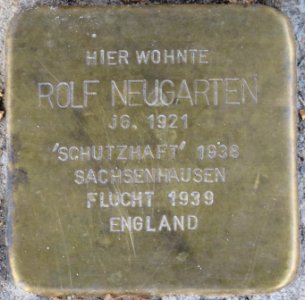 HIER WOHNTE
ROLF NEUGARTEN
JG. 1921
'SCHUTZHAFT' 1938
SACHSENHAUSEN
FLUCHT 1939
ENGLAND